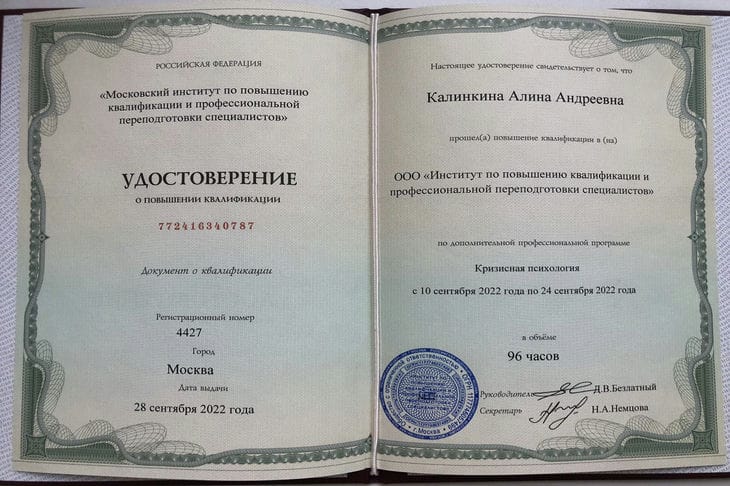 РОССИЙСКАЯ ФЕДЕРАЦИЯ
«Московский институт по повышению
квалификации и профессиональной
переподготовки специалистов»
УДОСТОВЕРЕНИЕ
О ПОВЫШЕНИИ КВАЛИФИКАЦИИ
772416340787
Документ о квалификации
Регистрационный номер
4427
Город
Москва
Дата выдачи
28 сентября 2022 года
Настоящее удостоверение свидетельствует о том, что
Калинкина Алина Андреевна
прошел(а) повышение квалификации в (на)
ООО «Институт по повышению квалификации и
профессиональной переподготовки специалистов»
по дополнительной профессиональной программе
Кризисная психология
с 10 сентября 2022 года по 24 сентября 2022 года
в объёме
96 часов
Руководитель Д.В.Безлатный
Секретарь Н.А.Немцова
г.Москва